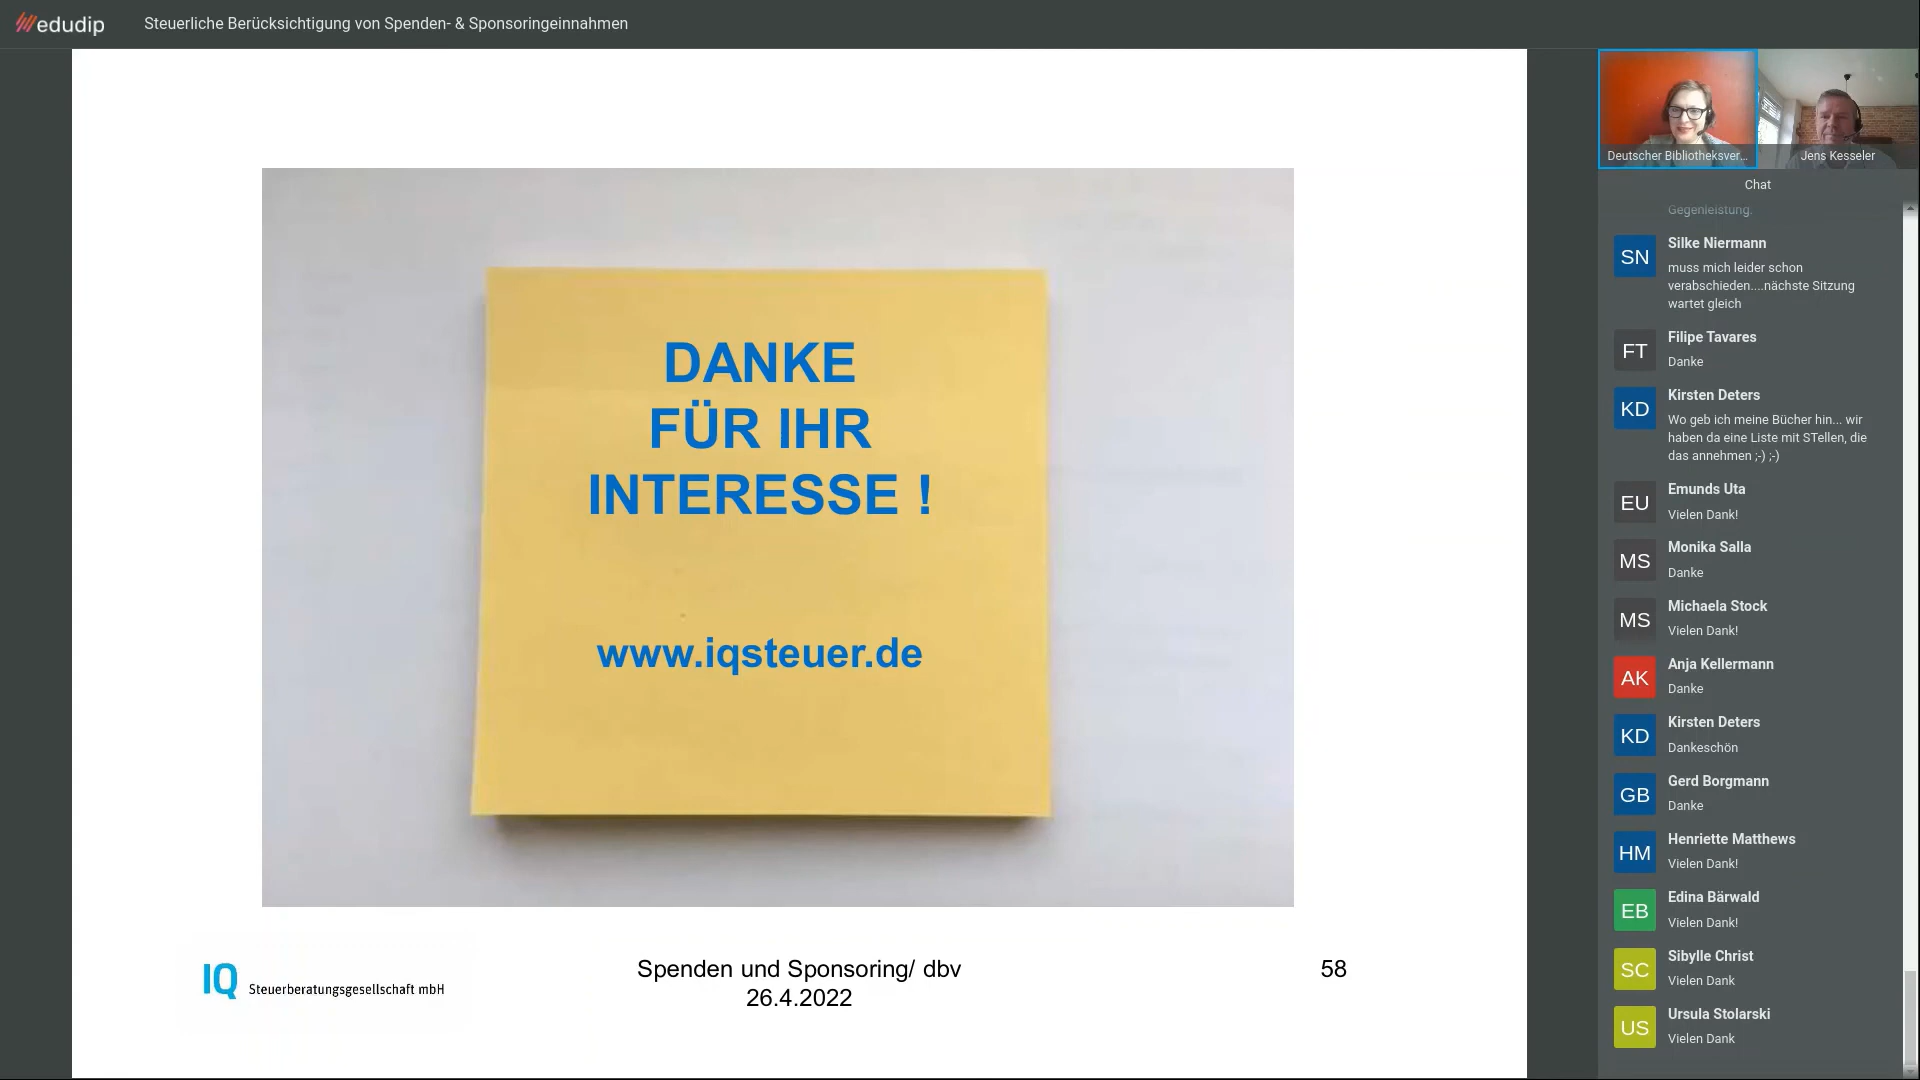 edudip
Steuerliche Berücksichtigung von Spenden- & Sponsoringeinnahmen
DANKE
FÜR IHR
INTERESSE !
www.iqsteuer.de
IQ Steuerberatungsgesellschaft mbH
Spenden und Sponsoring/ dbv
26.4.2022
58
Deutscher Bibliotheksver...
Jens Kesseler
Chat
Gegenleistung.
SN
Silke Niermann
muss mich leider schon
verabschieden....nächste Sitzung
wartet gleich
FT
Filipe Tavares
Danke
KD
Kirsten Deters
Wo geb ich meine Bücher hin... wir
haben da eine Liste mit STellen, die
das annehmen ;-) ;-)
EU
Emunds Uta
Vielen Dank!
MS
Monika Salla
Danke
MS
Michaela Stock
Vielen Dank!
AK
Anja Kellermann
Danke
KD
Kirsten Deters
Dankeschön
GB
Gerd Borgmann
Danke
HM
Henriette Matthews
Vielen Dank!
EB
Edina Bärwald
Vielen Dank!
SC
Sibylle Christ
Vielen Dank
US
Ursula Stolarski
Vielen Dank